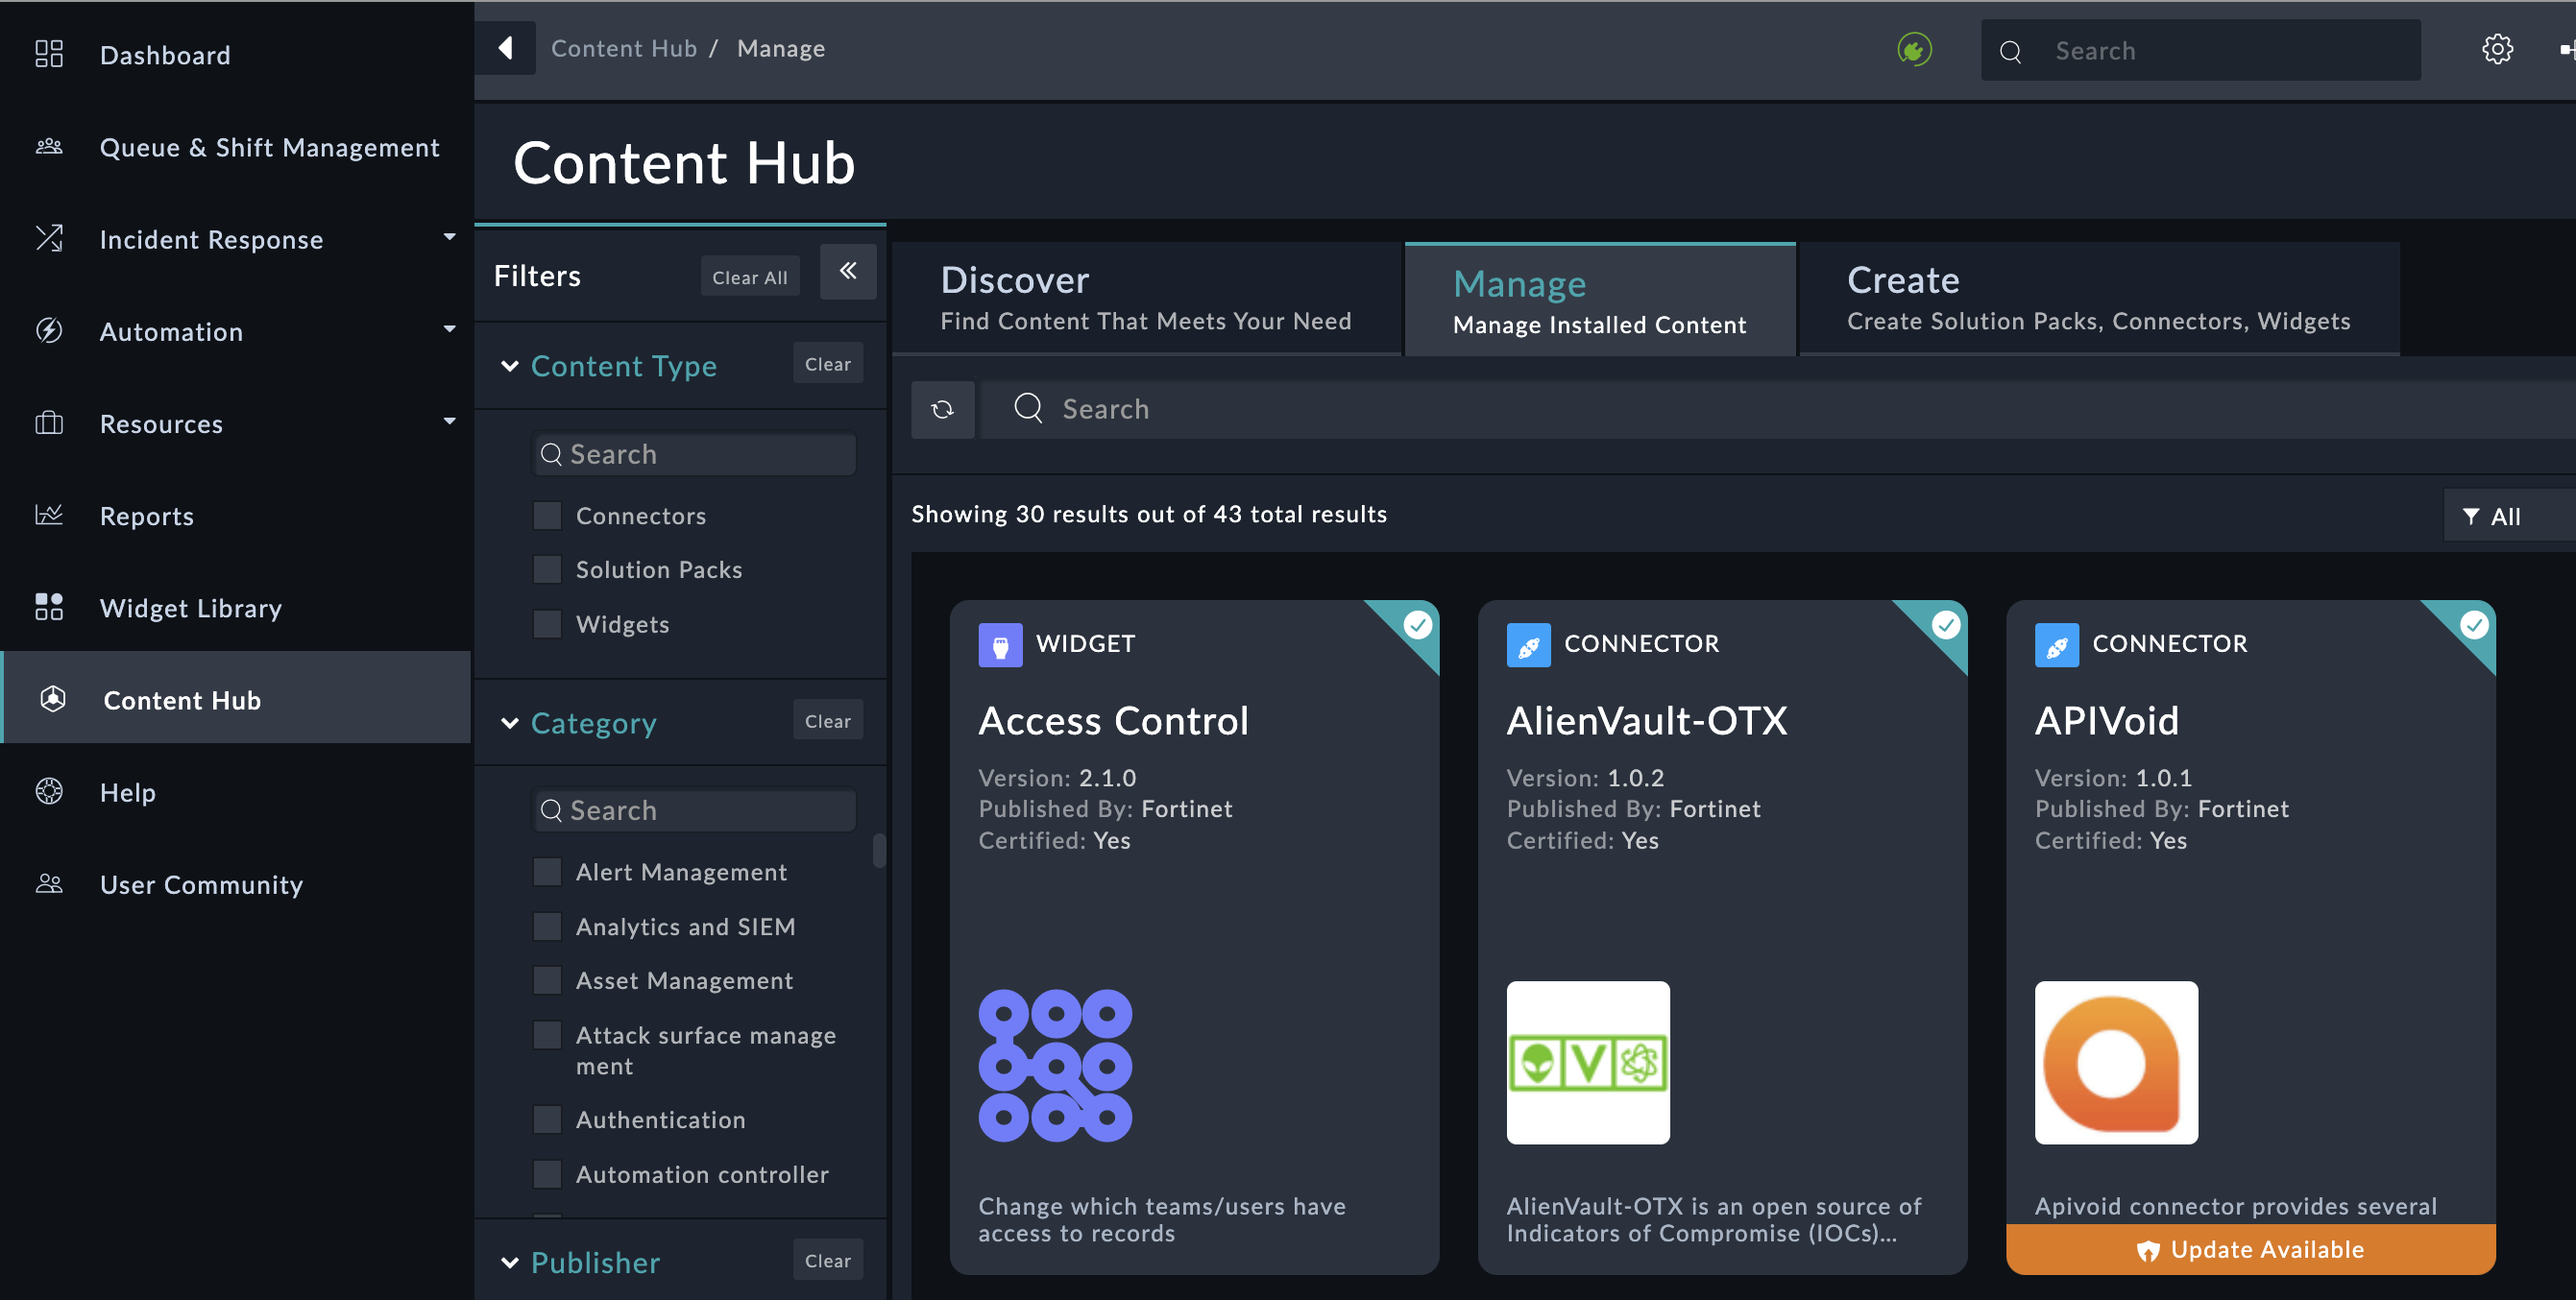 Dashboard
Queue & Shift Management
Incident Response
Automation
Resources
Reports
Widget Library
Content Hub
Help
User Community
Content Hub / Manage
Search
Content Hub
Filters
Clear All
Content Type
Clear
Search
Connectors
Solution Packs
Widgets
Category
Clear
Search
Alert Management
Analytics and SIEM
Asset Management
Attack surface manage
ment
Authentication
Automation controller
Publisher
Clear
Discover
Find Content That Meets Your Need
Manage
Manage Installed Content
Create
Create Solution Packs, Connectors, Widgets
Search
Showing 30 results out of 43 total results
All
WIDGET
Access Control
Version: 2.1.0
Published By: Fortinet
Certified: Yes
Change which teams/users have
access to records
CONNECTOR
AlienVault-OTX
Version: 1.0.2
Published By: Fortinet
Certified: Yes
V
AlienVault-OTX is an open source of
Indicators of Compromise (IOCs)...
CONNECTOR
APIVoid
Version: 1.0.1
Published By: Fortinet
Certified: Yes
Apivoid connector provides several
Update Available